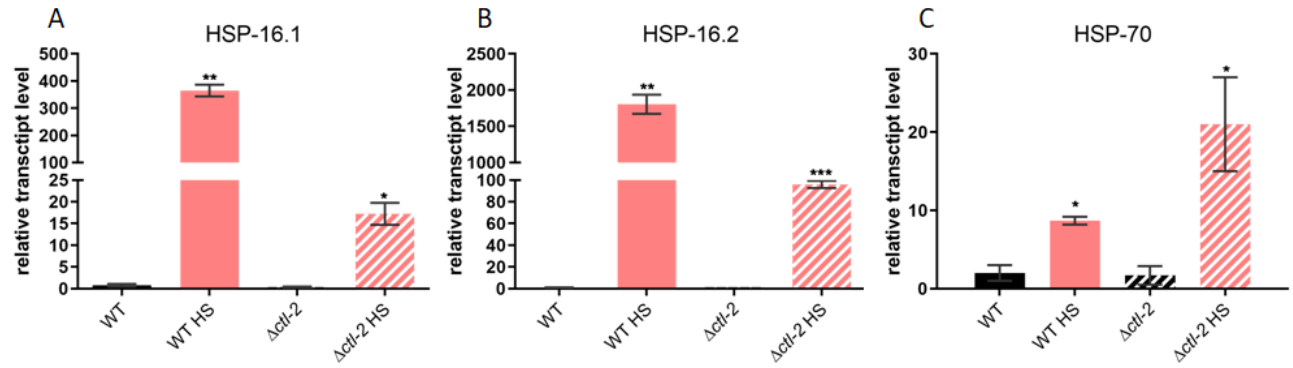 A
HSP-16.1
relative transctipt level
500
400
300
200
100
25
20
15
10
5
0
**
*
WT
WT HS
Δctl-2
Δctl-2 HS
B
HSP-16.2
relative transctipt level
2500
2000
1500
1000
100
80
60
40
20
0
**
***
WT
WT HS
Δctl-2
Δctl-2 HS
C
HSP-70
relative transctipt level
30
20
10
0
*
*
WT
WT HS
Δctl-2
Δctl-2 HS